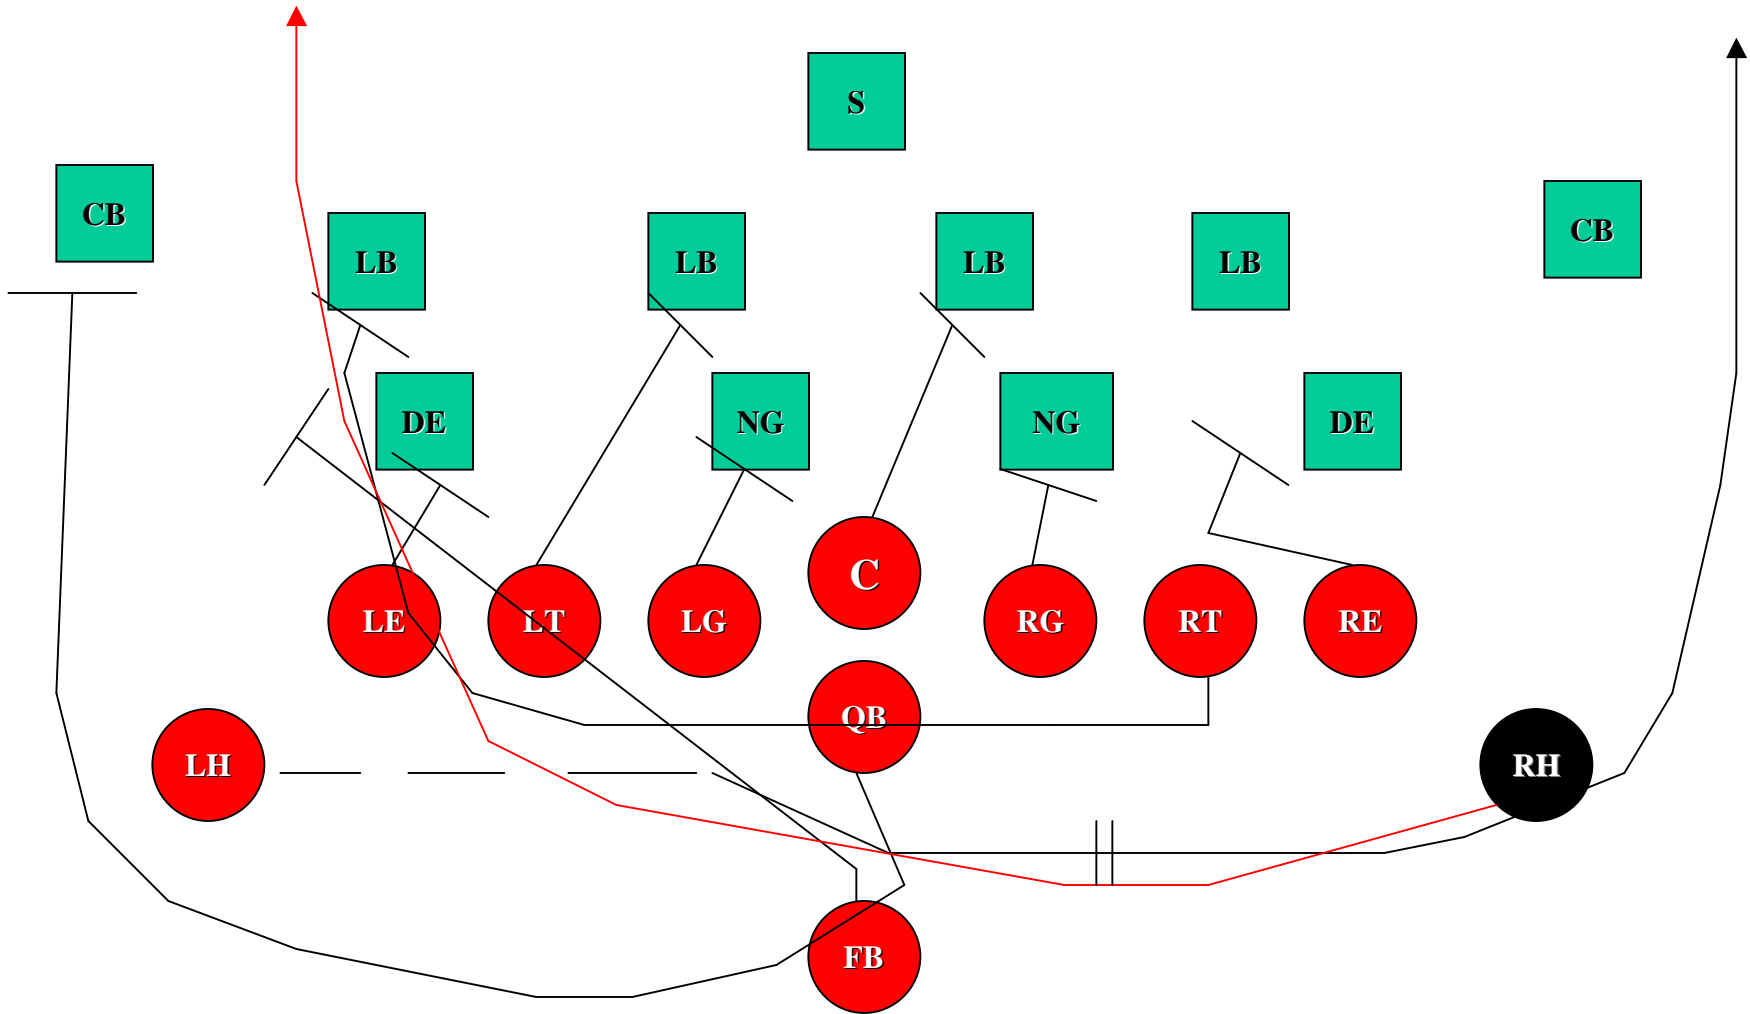 S
CB
CB
LB
LB
LB
LB
DE
NG
NG
DE
C
LE
LT
LG
RG
RT
RE
QB
LH
RH
FB